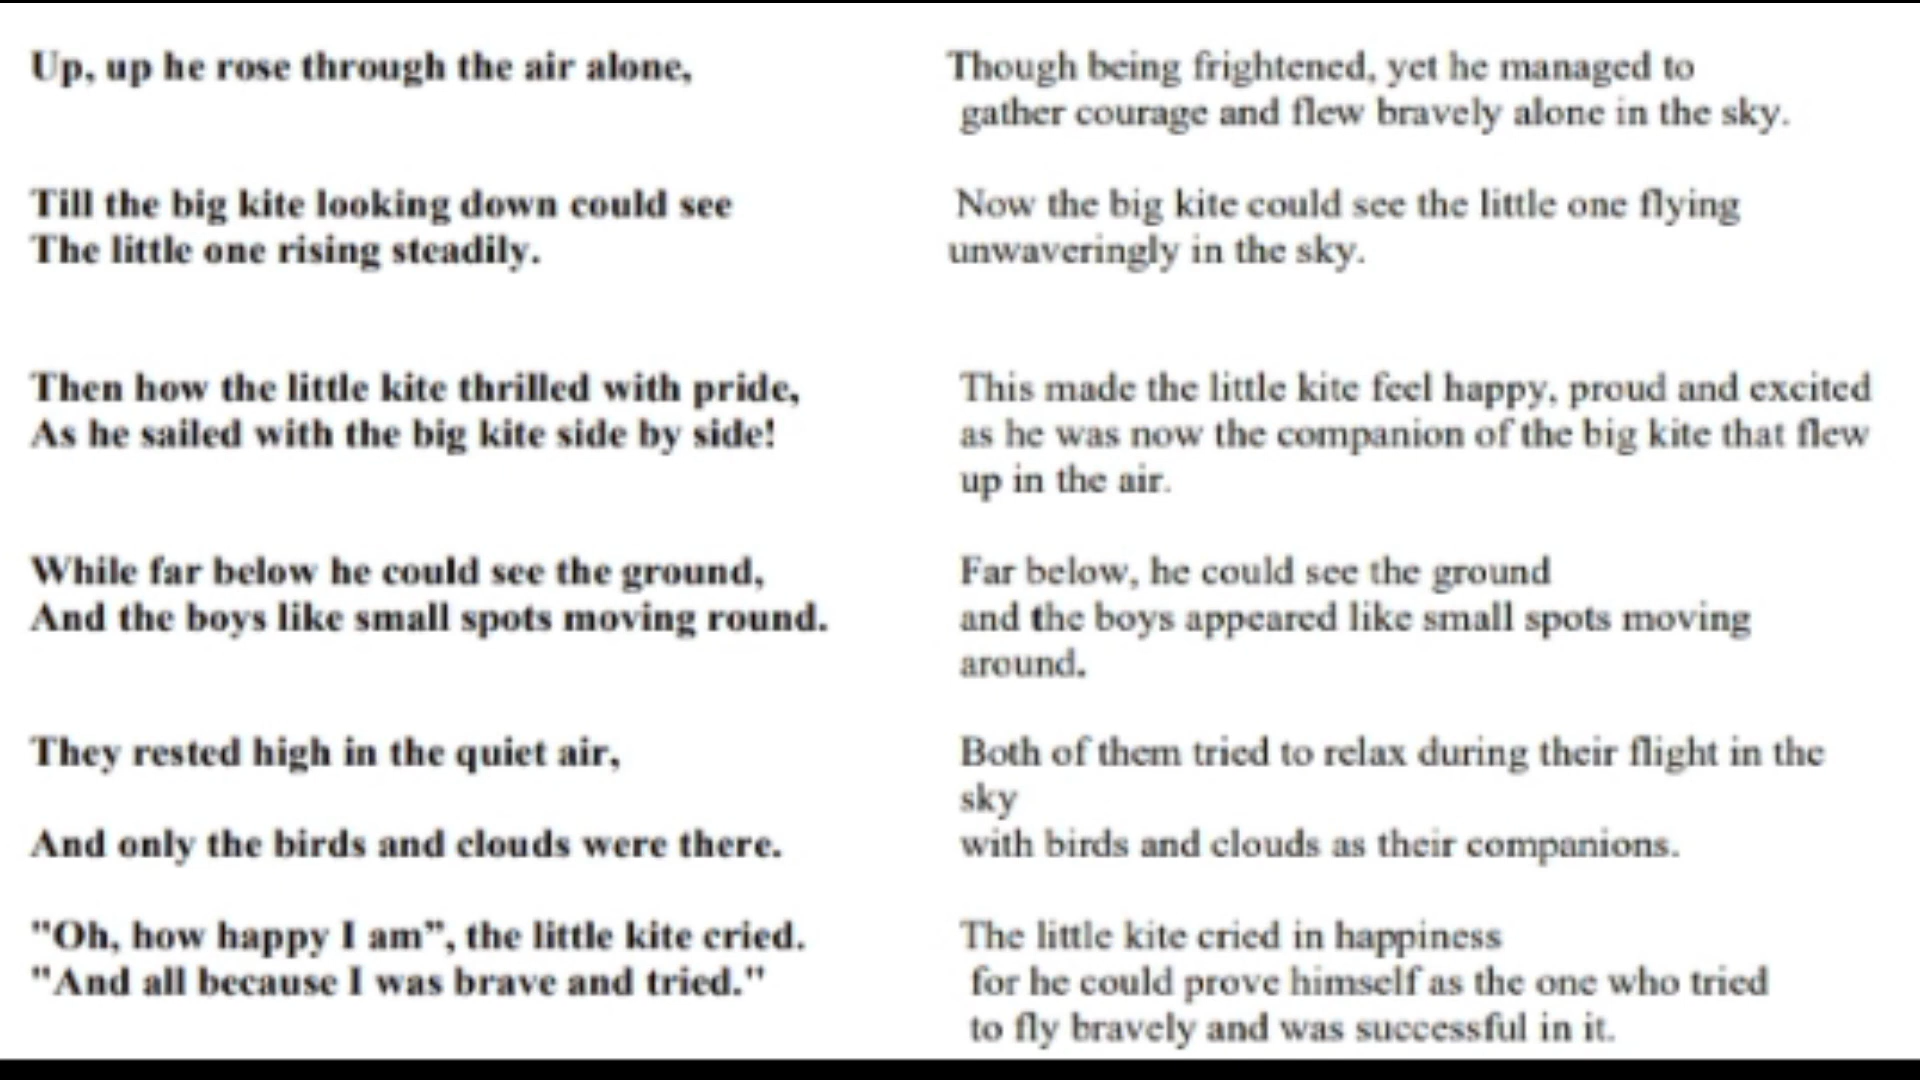 Up, up he rose through the air alone,
Though being frightened, yet he managed to
gather courage and flew bravely alone in the sky.
Till the big kite looking down could see
The little one rising steadily.
Now the big kite could see the little one flying
unwaveringly in the sky.
Then how the little kite thrilled with pride,
As he sailed with the big kite side by side!
This made the little kite feel happy, proud and excited
as he was now the companion of the big kite that flew
up in the air.
While far below he could see the ground,
And the boys like small spots moving round.
Far below, he could see the ground
and the boys appeared like small spots moving
around.
They rested high in the quiet air,
And only the birds and clouds were there.
Both of them tried to relax during their flight in the
sky
with birds and clouds as their companions.
"Oh, how happy I am”, the little kite cried.
"And all because I was brave and tried."
The little kite cried in happiness
for he could prove himself as the one who tried
to fly bravely and was successful in it.